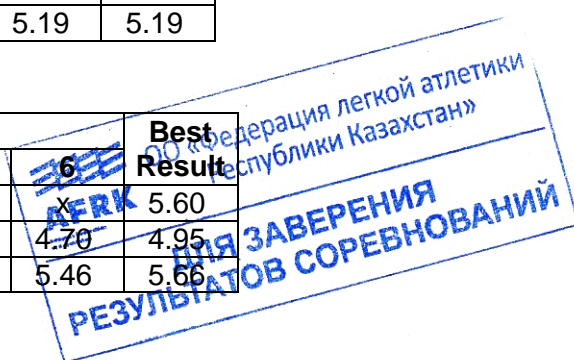 5.19 5.19
6 Best Result
x 5.60
4.70 4.95
5.46 5.66
ОО «Федерация легкой атлетики
Республики Казахстан»
AFRK
ДЛЯ ЗАВЕРЕНИЯ
РЕЗУЛЬТАТОВ СОРЕВНОВАНИЙ